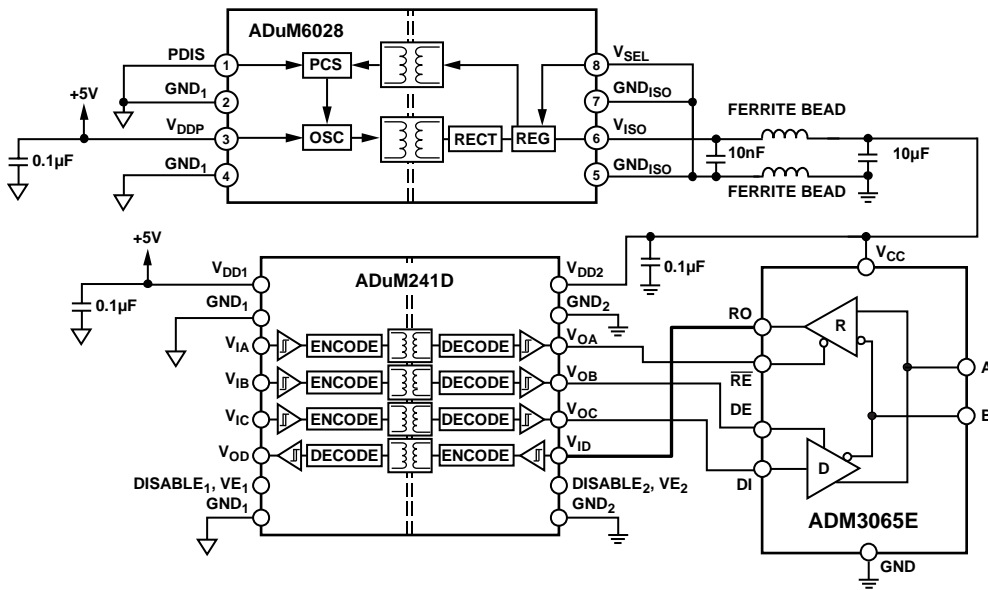 ADuM6028
PDIS
1
PCS
8
VSEL
GND1
2
7
GNDISO
+5V
FERRITE BEAD
VDDP
3
OSC
RECT
REG
6
VISO
0.1µF
10nF
10µF
GND1
4
5
GNDISO
FERRITE BEAD
+5V
VDD1
ADuM241D
VDD2
0.1µF
VCC
0.1µF
GND1
GND2
RO
R
VIA
ENCODE
DECODE
VOA
RE
A
VIB
ENCODE
DECODE
VOB
DE
B
VIC
ENCODE
DECODE
VOC
VOD
DECODE
ENCODE
VID
D
DI
DISABLE1, VE1
DISABLE2, VE2
GND1
GND2
ADM3065E
GND